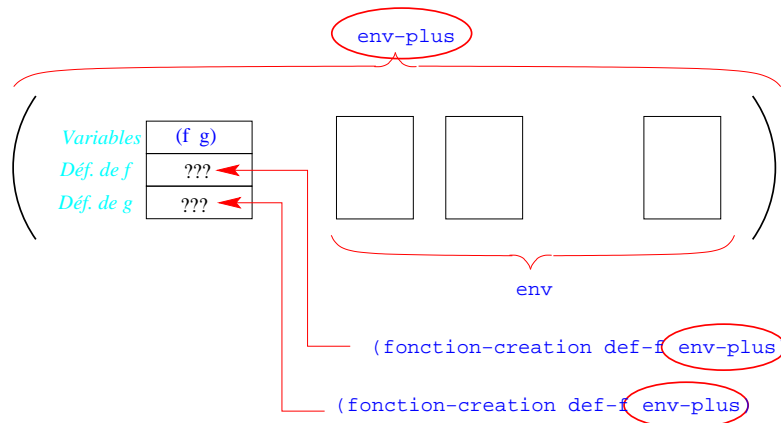 env-plus
Variables (f g)
Déf. de f ???
Déf. de g ???
env
(fonction-creation def-f env-plus
(fonction-creation def-f env-plus)